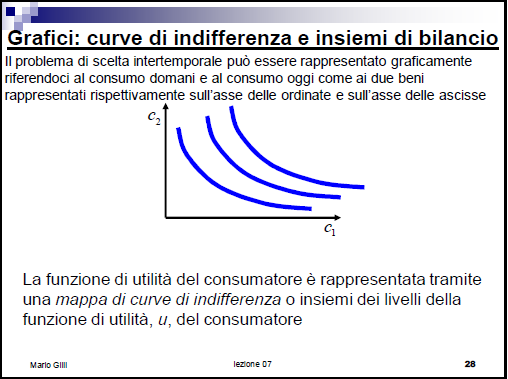 Grafici: curve di indifferenza e insiemi di bilancio
Il problema di scelta intertemporale può essere rappresentato graficamente
riferendoci al consumo domani e al consumo oggi come ai due beni
rappresentati rispettivamente sull'asse delle ordinate e sull'asse delle ascisse
c2
c1
La funzione di utilità del consumatore è rappresentata tramite
una mappa di curve di indifferenza o insiemi dei livelli della
funzione di utilità, u, del consumatore
Mario Gilli lezione 07 28